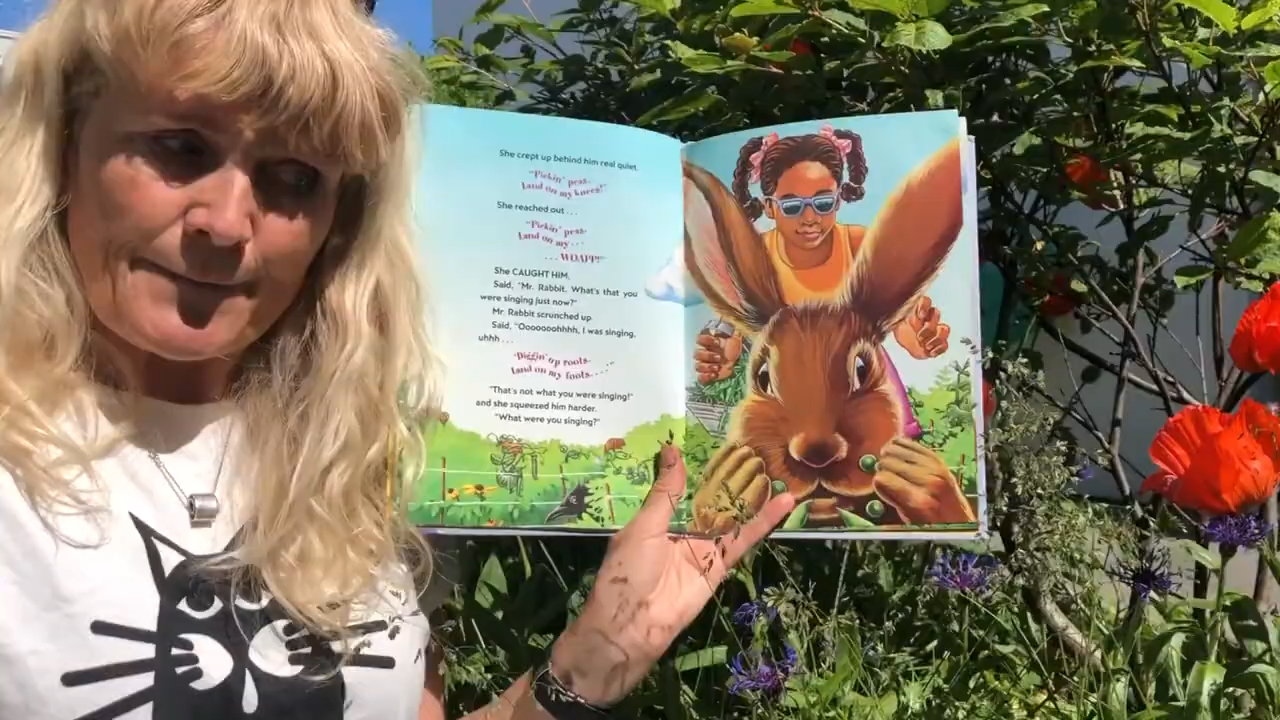 She crept up behind him real quiet.
"Pickin' peas-
Land on my knees!"
She reached out . . .
"Pickin' peas-
Land on my . . .
. . . WOAPP!"
She CAUGHT HIM.
Said, "Mr. Rabbit. What's that you
were singing just now?"
Mr. Rabbit scrunched up.
Said, "Ooooooohhhh, I was singing,
uhhh . . .
"Diggin' up roots-
Land on my foots. . . ."
"That's not what you were singing!"
and she squeezed him harder.
"What were you singing?"